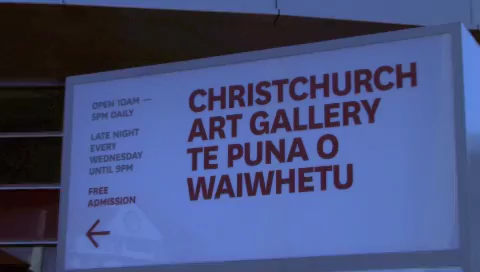 OPEN 10AM —
5PM DAILY
LATE NIGHT
EVERY
WEDNESDAY
UNTIL 9PM
FREE
ADMISSION
CHRISTCHURCH
ART GALLERY
TE PUNA O
WAIWHETU